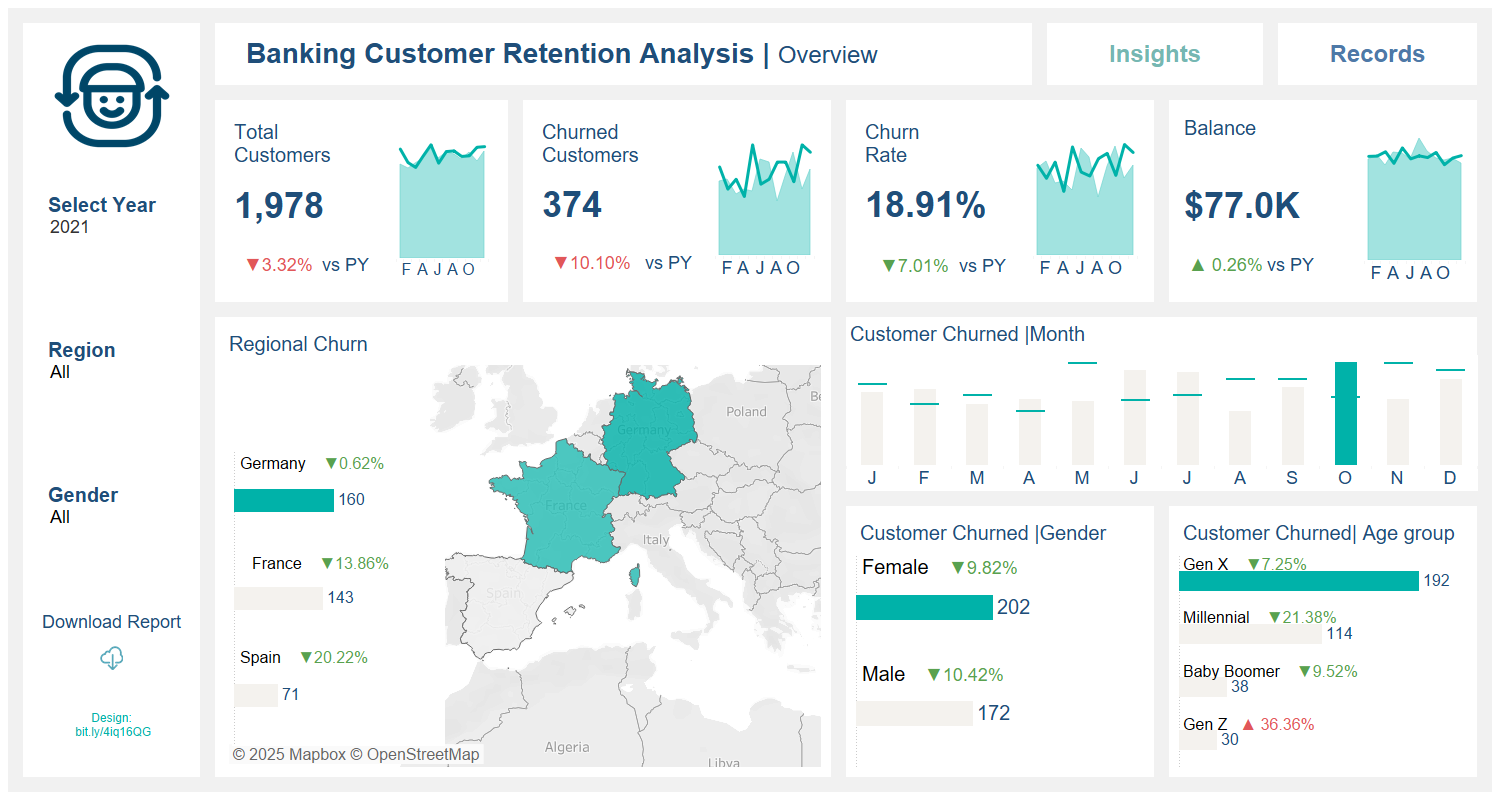 Banking Customer Retention Analysis | Overview
Insights
Records
Select Year
2021
Region
All
Gender
All
Download Report
Design:
bit.ly/4iq16QG
Total
Customers
1,978
▼3.32% vs PY
F A J A O
Churned
Customers
374
▼10.10% vs PY
F A J A O
Churn
Rate
18.91%
▼7.01% vs PY
F A J A O
Balance
$77.0K
▲ 0.26% vs PY
F A J A O
Regional Churn
Germany ▼0.62%
160
France ▼13.86%
143
Spain ▼20.22%
71
Poland
Be
Germany
France
Italy
Spain
Algeria
Libya
© 2025 Mapbox © OpenStreetMap
Customer Churned |Month
J F M A M J J A S O N D
Customer Churned |Gender
Female ▼9.82%
202
Male ▼10.42%
172
Customer Churned| Age group
Gen X ▼7.25%
192
Millennial ▼21.38%
114
Baby Boomer ▼9.52%
38
Gen Z ▲ 36.36%
30